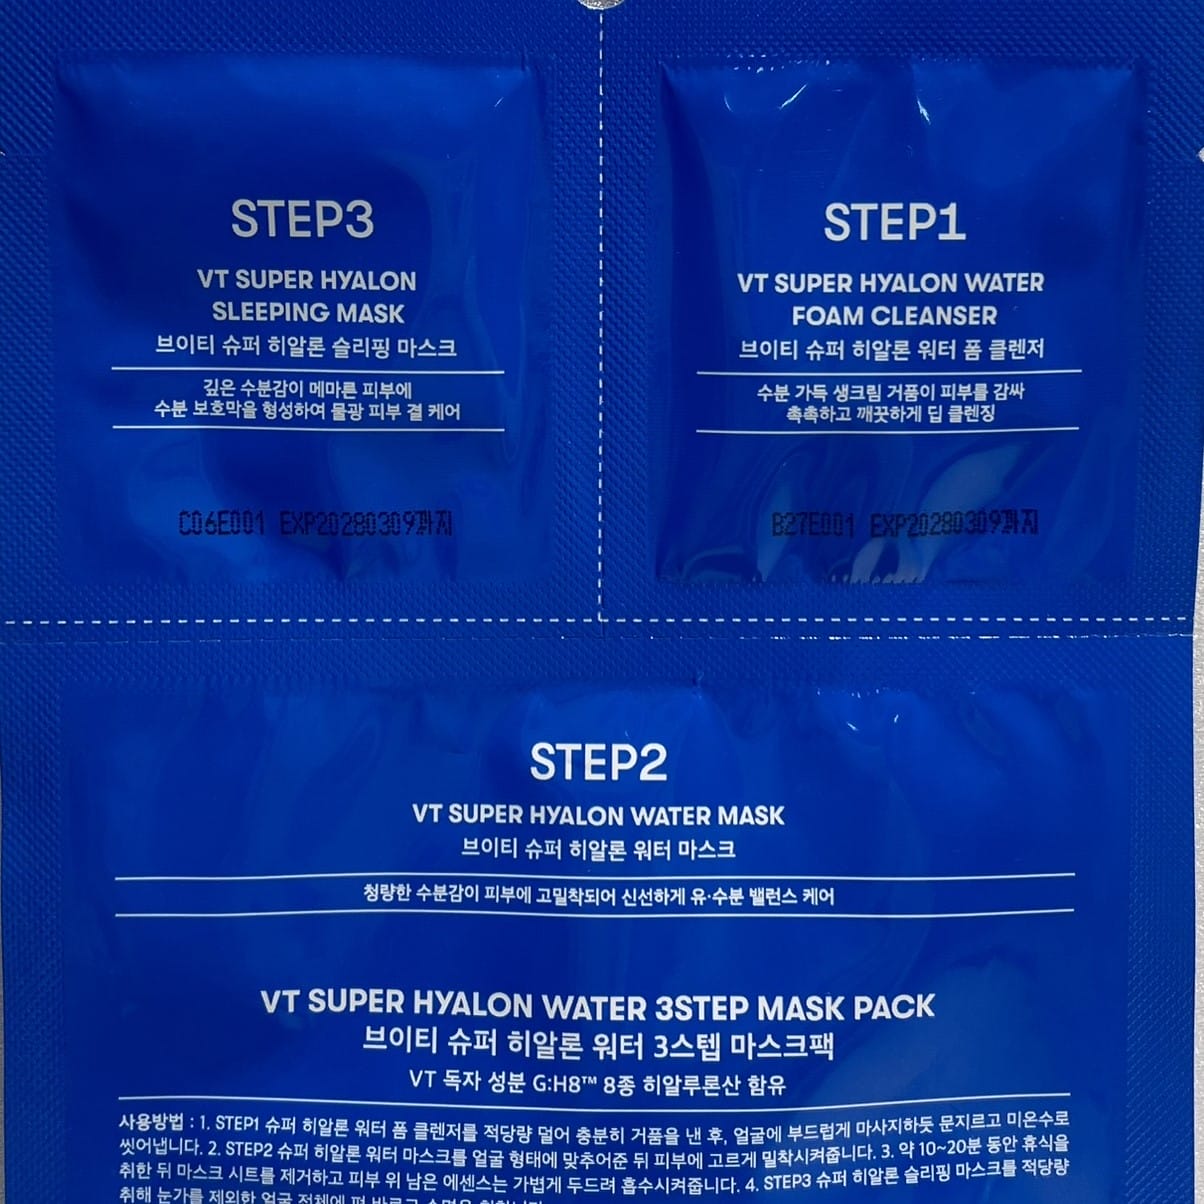 STEP3
VT SUPER HYALON
SLEEPING MASK
브이티 슈퍼 히알론 슬리핑 마스크
깊은 수분감이 메마른 피부에
수분 보호막을 형성하여 물광 피부 결 케어
C06E001 EXP20280309까지
STEP1
VT SUPER HYALON WATER
FOAM CLEANSER
브이티 슈퍼 히알론 워터 폼 클렌저
수분 가득 생크림 거품이 피부를 감싸
촉촉하고 깨끗하게 딥 클렌징
B27E001 EXP20280309까지
STEP2
VT SUPER HYALON WATER MASK
브이티 슈퍼 히알론 워터 마스크
청량한 수분감이 피부에 고밀착되어 신선하게 유·수분 밸런스 케어
VT SUPER HYALON WATER 3STEP MASK PACK
브이티 슈퍼 히알론 워터 3스텝 마스크팩
VT 독자 성분 G:H8™ 8종 히알루론산 함유
사용방법 : 1. STEP1 슈퍼 히알론 워터 폼 클렌저를 적당량 덜어 충분히 거품을 낸 후, 얼굴에 부드럽게 마사지하듯 문지르고 미온수로
씻어냅니다. 2. STEP2 슈퍼 히알론 워터 마스크를 얼굴 형태에 맞추어준 뒤 피부에 고르게 밀착시켜줍니다. 3. 약 10~20분 동안 휴식을
취한 뒤 마스크 시트를 제거하고 피부 위 남은 에센스는 가볍게 두드려 흡수시켜줍니다. 4. STEP3 슈퍼 히알론 슬리핑 마스크를 적당량
취해 눈가를 제외한 얼굴 전체에 펴 바르고